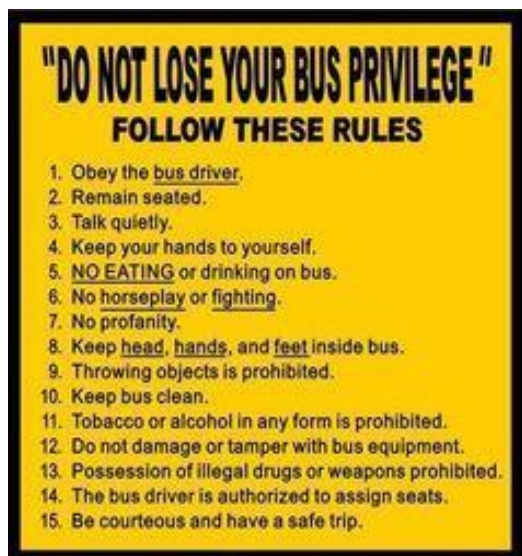 "DO NOT LOSE YOUR BUS PRIVILEGE"
FOLLOW THESE RULES
1. Obey the bus driver.
2. Remain seated.
3. Talk quietly.
4. Keep your hands to yourself.
5. NO EATING or drinking on bus.
6. No horseplay or fighting.
7. No profanity.
8. Keep head, hands, and feet inside bus.
9. Throwing objects is prohibited.
10. Keep bus clean.
11. Tobacco or alcohol in any form is prohibited.
12. Do not damage or tamper with bus equipment.
13. Possession of illegal drugs or weapons prohibited.
14. The bus driver is authorized to assign seats.
15. Be courteous and have a safe trip.